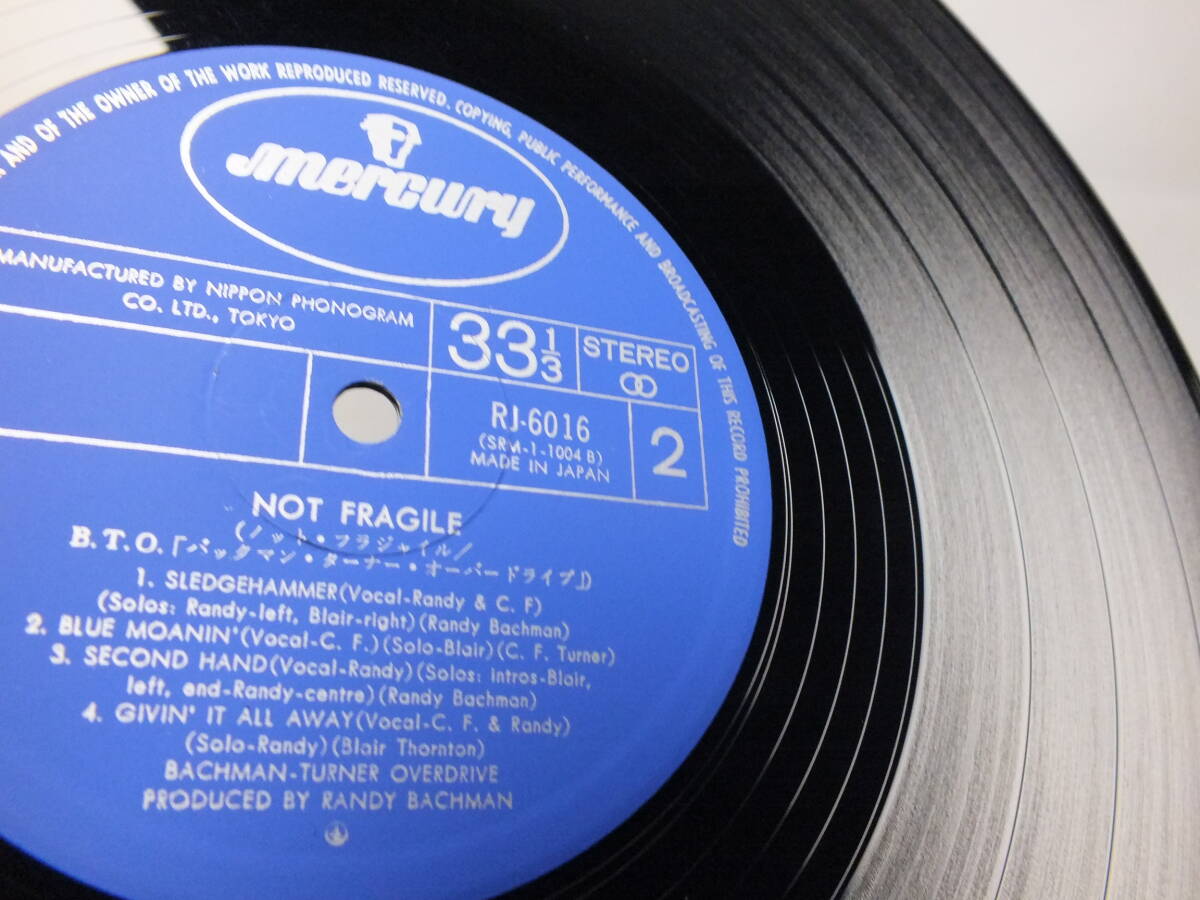 AND OF THE OWNER OF THE WORK REPRODUCED RESERVED. COPYING, PUBLIC PERFORMANCE AND BROADCASTING OF THIS RECORD PROHIBITED
mercury
MANUFACTURED BY NIPPON PHONOGRAM
CO. LTD., TOKYO
33 1/3
STEREO
RJ-6016
(SRM-1-1004 B)
MADE IN JAPAN
2
NOT FRAGILE
(ノット・フラジャイル/
B.T.O.「バックマン・ターナー・オーバードライブ」)
1. SLEDGEHAMMER(Vocal-Randy & C. F)
(Solos: Randy-left, Blair-right)(Randy Bachman)
2. BLUE MOANIN'(Vocal-C. F.)(Solo-Blair)(C. F. Turner)
3. SECOND HAND(Vocal-Randy)(Solos: intros-Blair,
left, end-Randy-centre)(Randy Bachman)
4. GIVIN' IT ALL AWAY(Vocal-C. F. & Randy)
(Solo-Randy)(Blair Thornton)
BACHMAN-TURNER OVERDRIVE
PRODUCED BY RANDY BACHMAN